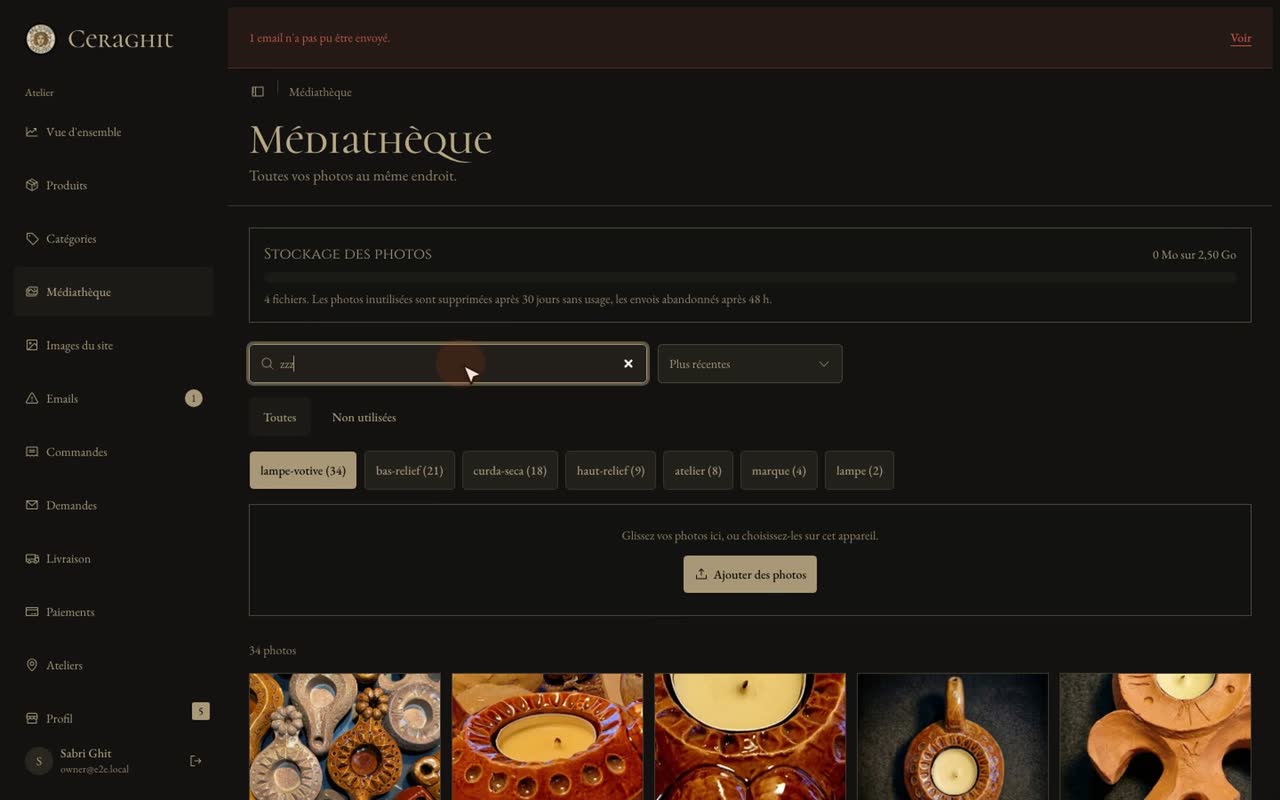 Ceraghit
1 email n'a pas pu être envoyé.
Voir
Atelier
Médiathèque
Vue d'ensemble
Médiathèque
Toutes vos photos au même endroit.
Produits
Catégories
Stockage des photos
0 Mo sur 2,50 Go
Médiathèque
4 fichiers. Les photos inutilisées sont supprimées après 30 jours sans usage, les envois abandonnés après 48 h.
Images du site
zzz
Plus récentes
Emails
1
Toutes
Non utilisées
Commandes
lampe-votive (34)
bas-relief (21)
curda-seca (18)
haut-relief (9)
atelier (8)
marque (4)
lampe (2)
Demandes
Glissez vos photos ici, ou choisissez-les sur cet appareil.
Livraison
Ajouter des photos
Paiements
34 photos
Ateliers
Profil
5
S
Sabri Ghit
owner@e2e.local